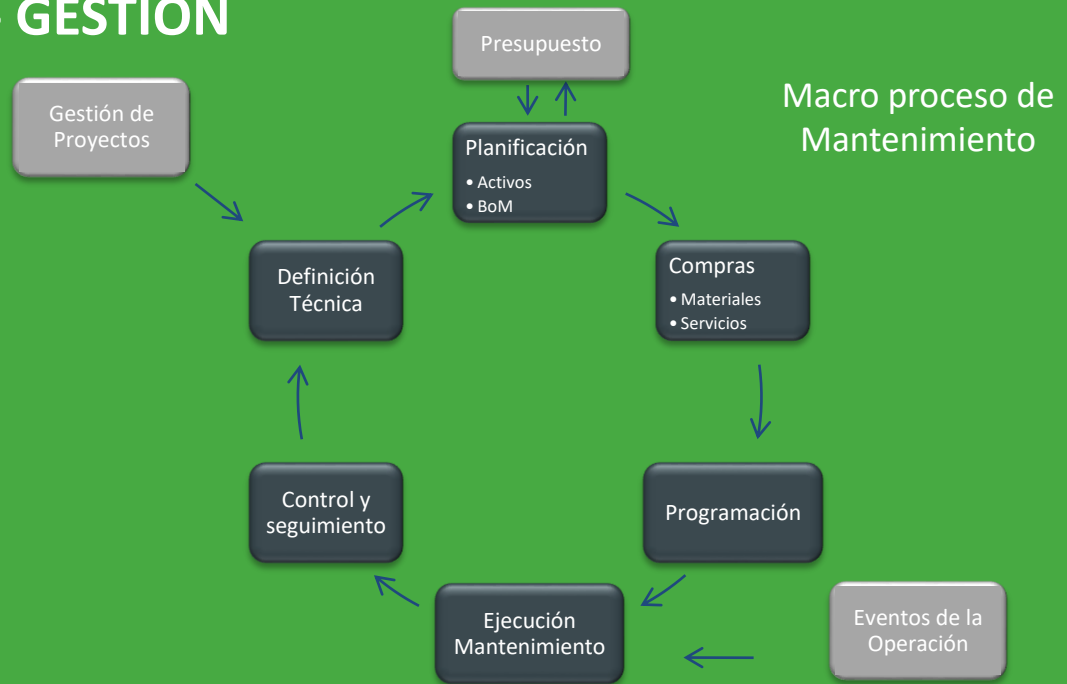 GESTIÓN
Presupuesto
Macro proceso de
Mantenimiento
Gestión de
Proyectos
Planificación
• Activos
• BoM
Compras
• Materiales
• Servicios
Definición
Técnica
Control y
seguimiento
Programación
Ejecución
Mantenimiento
Eventos de la
Operación